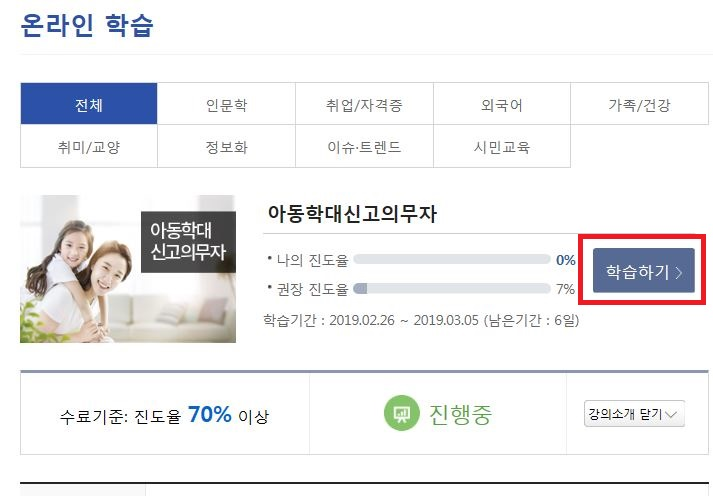 온라인 학습
전체 인문학 취업/자격증 외국어 가족/건강
취미/교양 정보화 이슈·트렌드 시민교육
아동학대
신고의무자
아동학대신고의무자
• 나의 진도율 0%
• 권장 진도율 7%
학습하기 >
학습기간 : 2019.02.26 ~ 2019.03.05 (남은기간 : 6일)
수료기준: 진도율 70% 이상
진행중
강의소개 닫기